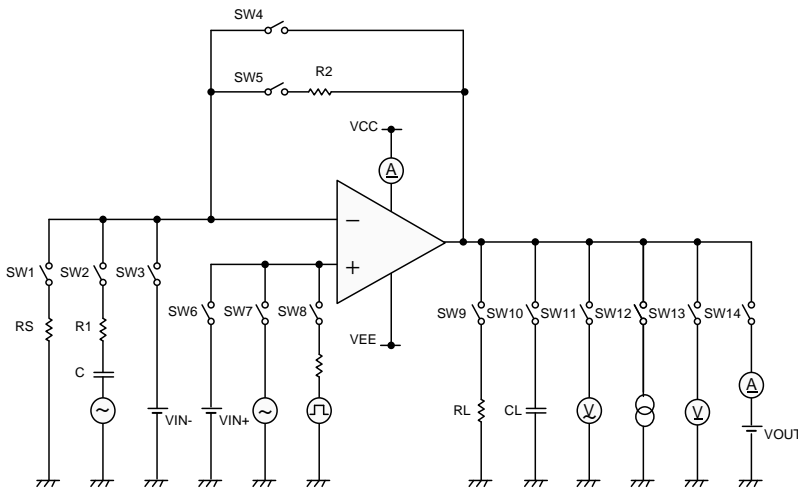 SW4
SW5
R2
VCC
A
−
+
SW1
SW2
SW3
SW6
SW7
SW8
VEE
SW9
SW10
SW11
SW12
SW13
SW14
RS
R1
C
VIN-
VIN+
RL
CL
V
V
A
VOUT